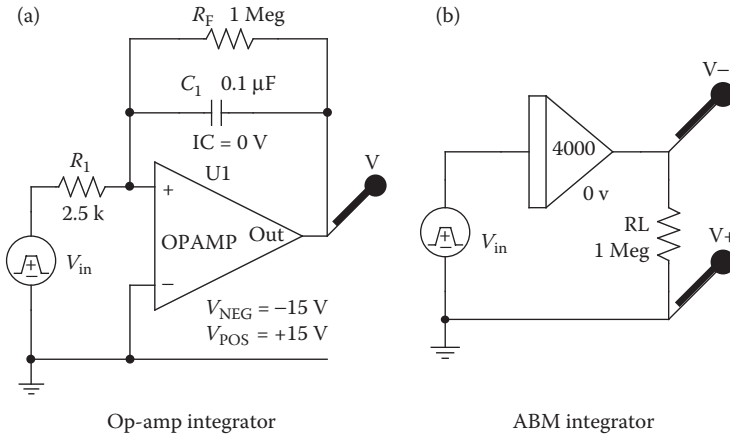 (a)
R_F 1 Meg
C_1 0.1 μF
IC = 0 V
R_1
2.5 k
U1
+
OPAMP
Out
−
V
V_in
V_NEG = −15 V
V_POS = +15 V
Op-amp integrator
(b)
V−
4000
0 v
V_in
RL
1 Meg
V+
ABM integrator